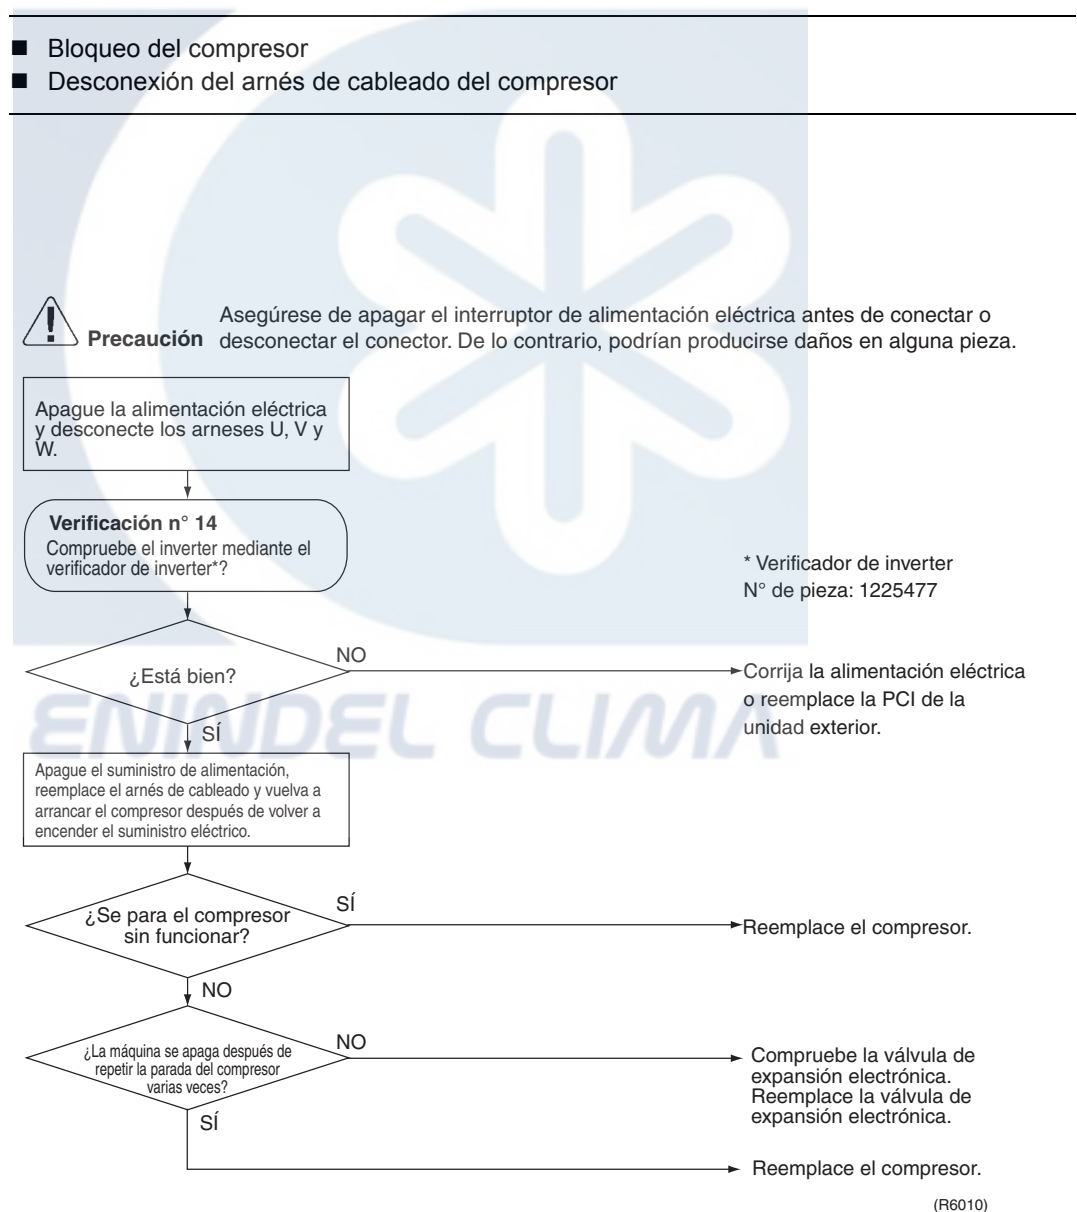 ■ Bloqueo del compresor
■ Desconexión del arnés de cableado del compresor
Precaución
Asegúrese de apagar el interruptor de alimentación eléctrica antes de conectar o
desconectar el conector. De lo contrario, podrían producirse daños en alguna pieza.
Apague la alimentación eléctrica
y desconecte los arneses U, V y
W.
Verificación n° 14
Compruebe el inverter mediante el
verificador de inverter*?
* Verificador de inverter
N° de pieza: 1225477
¿Está bien?
NO
Corrija la alimentación eléctrica
o reemplace la PCI de la
unidad exterior.
SÍ
ENINDEL CLIMA
Apague el suministro de alimentación,
reemplace el arnés de cableado y vuelva a
arrancar el compresor después de volver a
encender el suministro eléctrico.
¿Se para el compresor
sin funcionar?
SÍ
Reemplace el compresor.
NO
¿La máquina se apaga después de
repetir la parada del compresor
varias veces?
NO
Compruebe la válvula de
expansión electrónica.
Reemplace la válvula de
expansión electrónica.
SÍ
Reemplace el compresor.
(R6010)